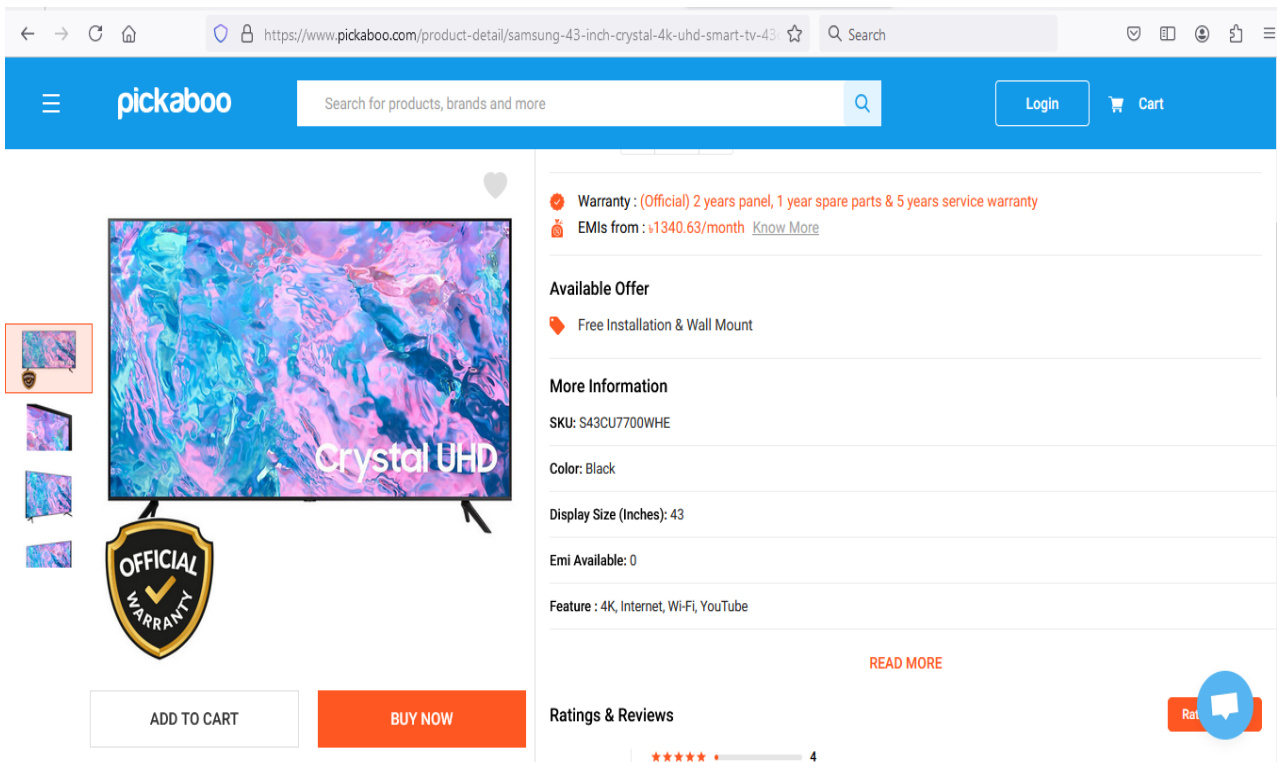 https://www.pickaboo.com/product-detail/samsung-43-inch-crystal-4k-uhd-smart-tv-43
Search
pickaboo
Search for products, brands and more
Login
Cart
Warranty : (Official) 2 years panel, 1 year spare parts & 5 years service warranty
EMIs from : ৳1340.63/month Know More
Available Offer
Free Installation & Wall Mount
More Information
SKU: S43CU7700WHE
Color: Black
Display Size (Inches): 43
Emi Available: 0
Feature : 4K, Internet, Wi-Fi, YouTube
READ MORE
Crystal UHD
OFFICIAL
WARRANTY
ADD TO CART
BUY NOW
Ratings & Reviews
4